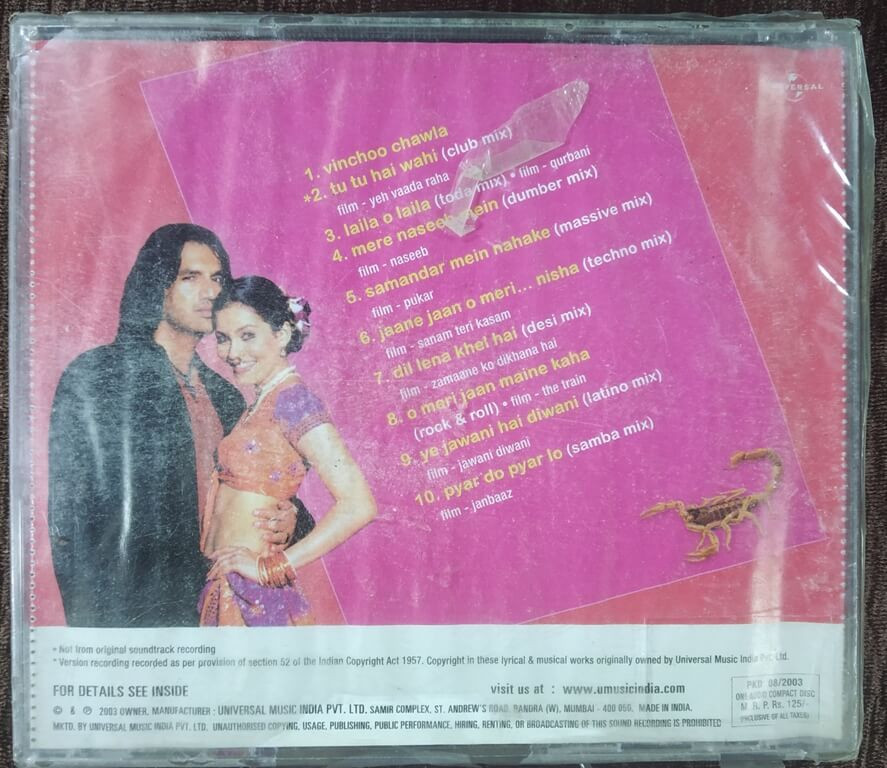 UNIVERSAL
1. vinchoo chawla
*2. tu tu hai wahi (club mix)
film - yeh vaada raha
3. laila o laila (toda mix) • film - qurbani
4. mere naseeb mein (dumber mix)
film - naseeb
5. samandar mein nahake (massive mix)
film - pukar
6. jaane jaan o meri... nisha (techno mix)
film - sanam teri kasam
7. dil lena khel hai (desi mix)
film - zamaane ko dikhana hai
8. o meri jaan maine kaha
(rock & roll) • film - the train
9. ye jawani hai diwani (latino mix)
film - jawani diwani
10. pyar do pyar lo (samba mix)
film - janbaaz
• Not from original soundtrack recording
* Version recording recorded as per provision of section 52 of the Indian Copyright Act 1957. Copyright in these lyrical & musical works originally owned by Universal Music India Pvt. Ltd.
FOR DETAILS SEE INSIDE
visit us at : www.umusicindia.com
© & ℗ 2003 OWNER, MANUFACTURER : UNIVERSAL MUSIC INDIA PVT. LTD. SAMIR COMPLEX, ST. ANDREW'S ROAD, BANDRA (W), MUMBAI - 400 050. MADE IN INDIA.
MKTD. BY UNIVERSAL MUSIC INDIA PVT. LTD. UNAUTHORISED COPYING, USAGE, PUBLISHING, PUBLIC PERFORMANCE, HIRING, RENTING, OR BROADCASTING OF THIS SOUND RECORDING IS PROHIBITED
PKD 08/2003
ONE AUDIO COMPACT DISC
M. R. P. Rs. 125/-
(INCLUSIVE OF ALL TAXES)